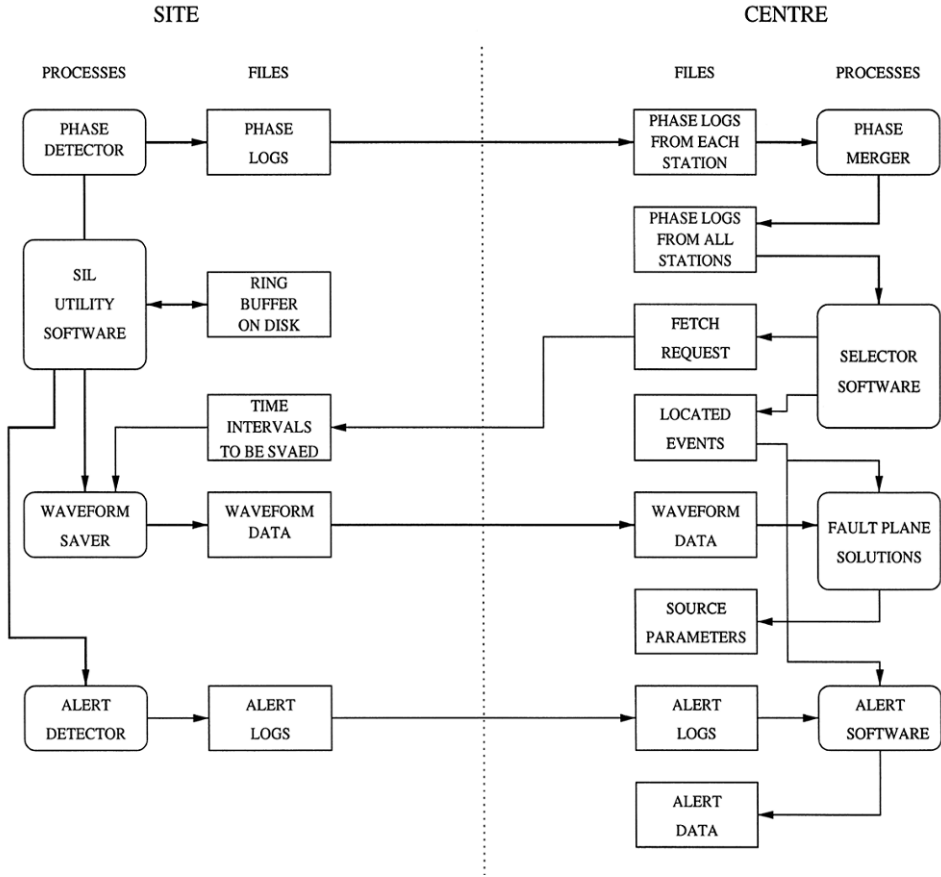 SITE
CENTRE
PROCESSES
FILES
FILES
PROCESSES
PHASE
DETECTOR
PHASE
LOGS
PHASE LOGS
FROM EACH
STATION
PHASE
MERGER
PHASE LOGS
FROM ALL
STATIONS
SIL
UTILITY
SOFTWARE
RING
BUFFER
ON DISK
FETCH
REQUEST
SELECTOR
SOFTWARE
TIME
INTERVALS
TO BE SVAED
LOCATED
EVENTS
WAVEFORM
SAVER
WAVEFORM
DATA
WAVEFORM
DATA
FAULT PLANE
SOLUTIONS
SOURCE
PARAMETERS
ALERT
DETECTOR
ALERT
LOGS
ALERT
LOGS
ALERT
SOFTWARE
ALERT
DATA